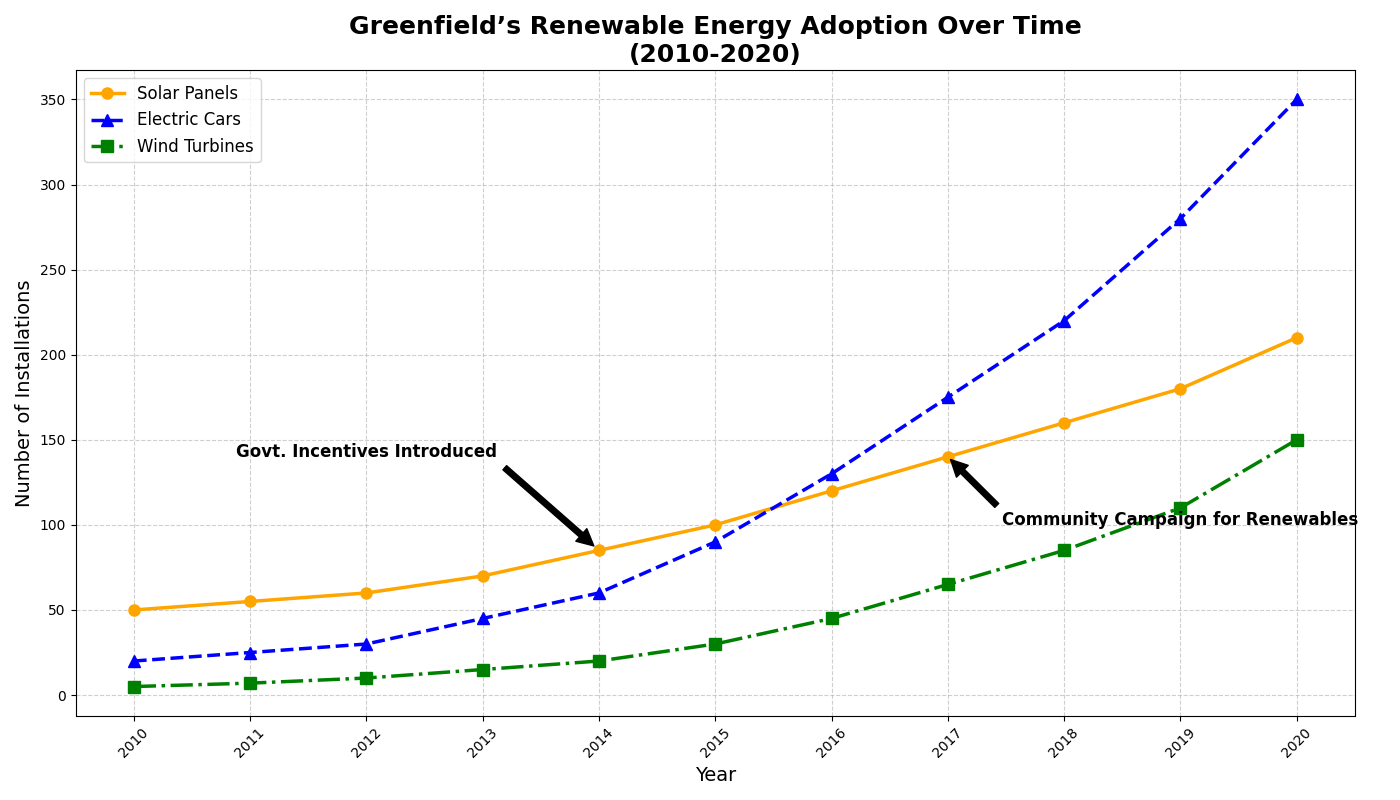 Greenfield’s Renewable Energy Adoption Over Time
(2010-2020)
Solar Panels
Electric Cars
Wind Turbines
Number of Installations
350
300
250
200
150
100
50
0
Govt. Incentives Introduced
Community Campaign for Renewables
2010
2011
2012
2013
2014
2015
2016
2017
2018
2019
2020
Year